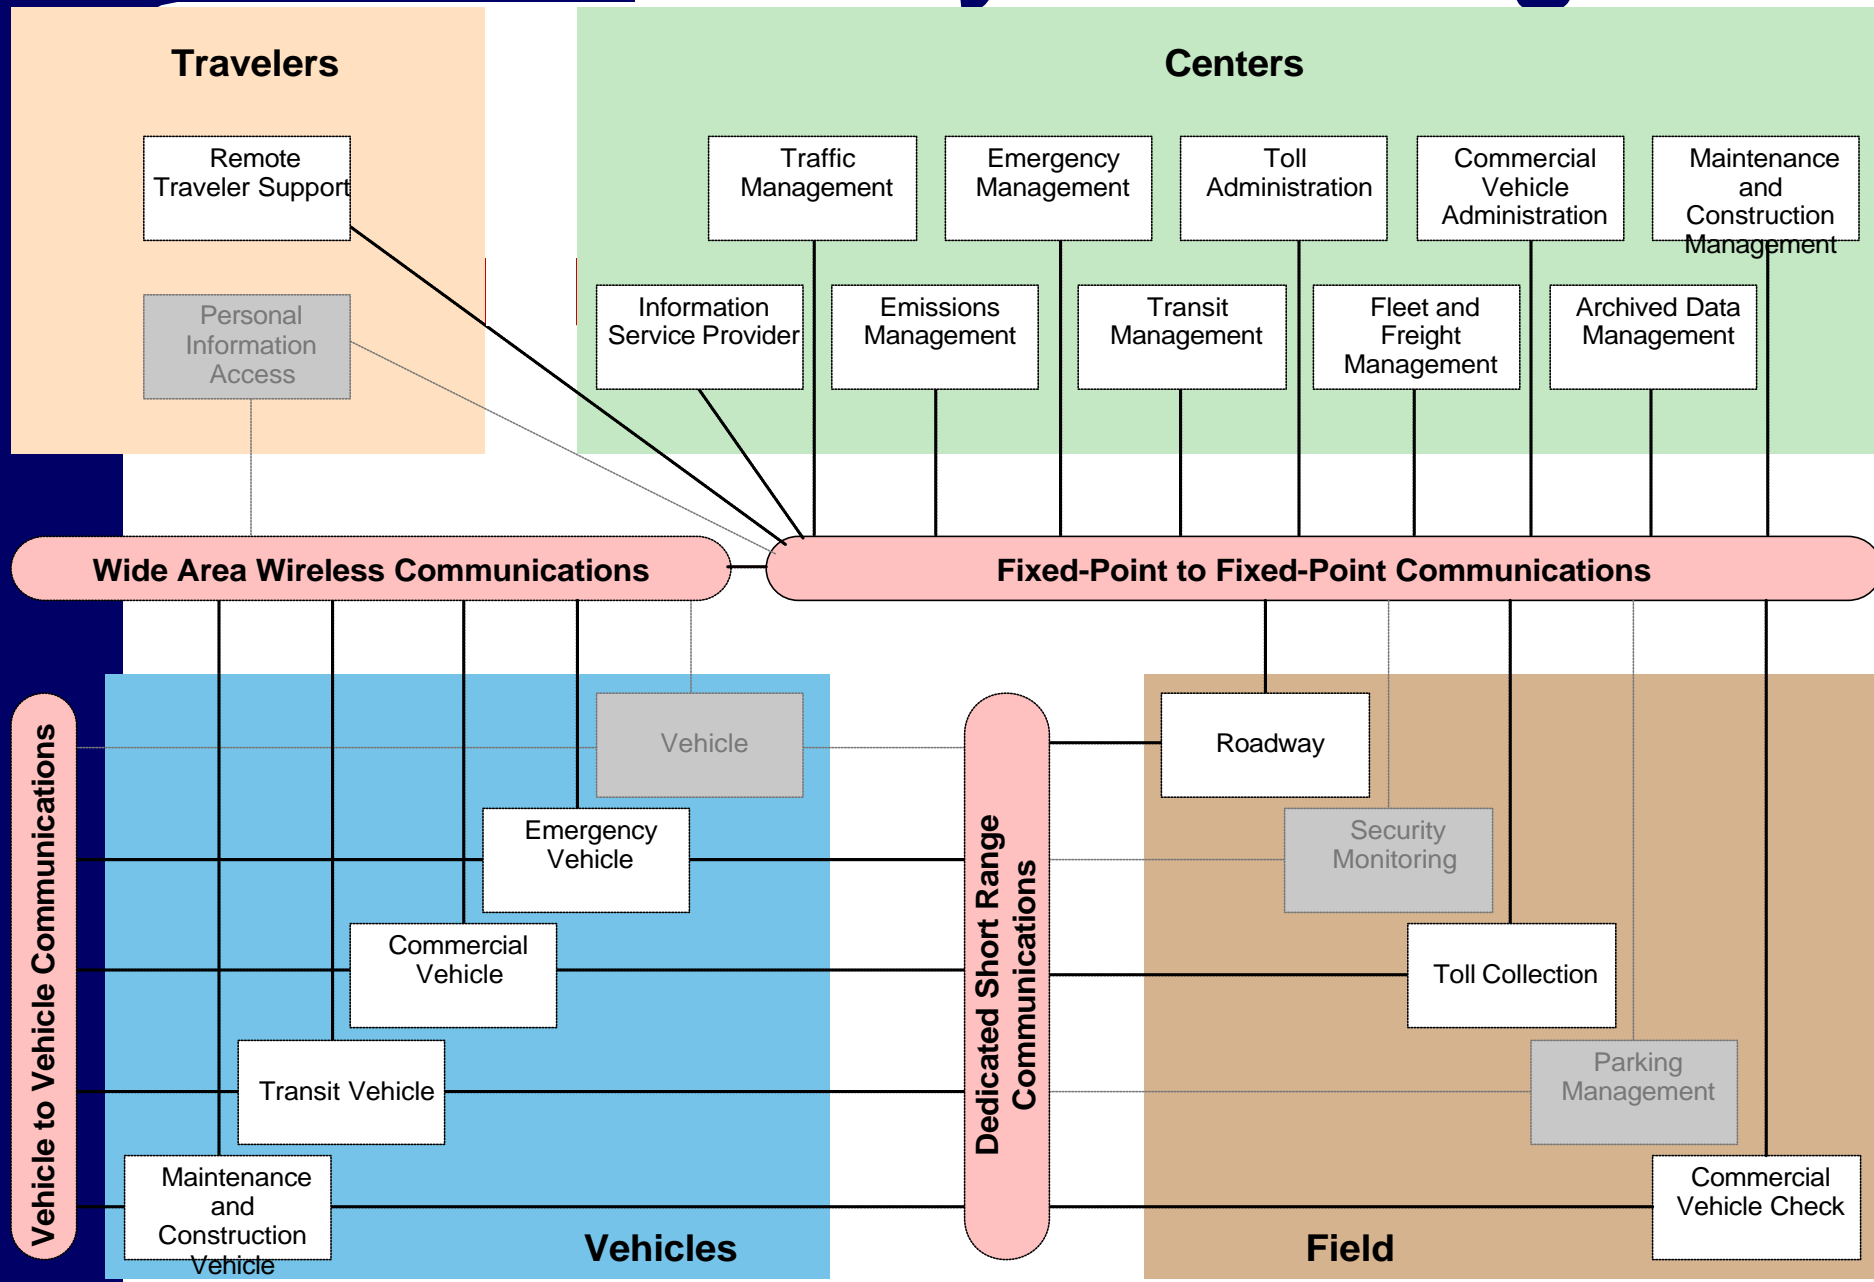 Travelers
Centers
Remote
Traveler Support
Traffic
Management
Emergency
Management
Toll
Administration
Commercial
Vehicle
Administration
Maintenance
and
Construction
Management
Personal
Information
Access
Information
Service Provider
Emissions
Management
Transit
Management
Fleet and
Freight
Management
Archived Data
Management
Wide Area Wireless Communications
Fixed-Point to Fixed-Point Communications
Vehicle to Vehicle Communications
Vehicle
Emergency
Vehicle
Commercial
Vehicle
Transit Vehicle
Maintenance
and
Construction
Vehicle
Vehicles
Dedicated Short Range
Communications
Roadway
Security
Monitoring
Toll Collection
Parking
Management
Commercial
Vehicle Check
Field